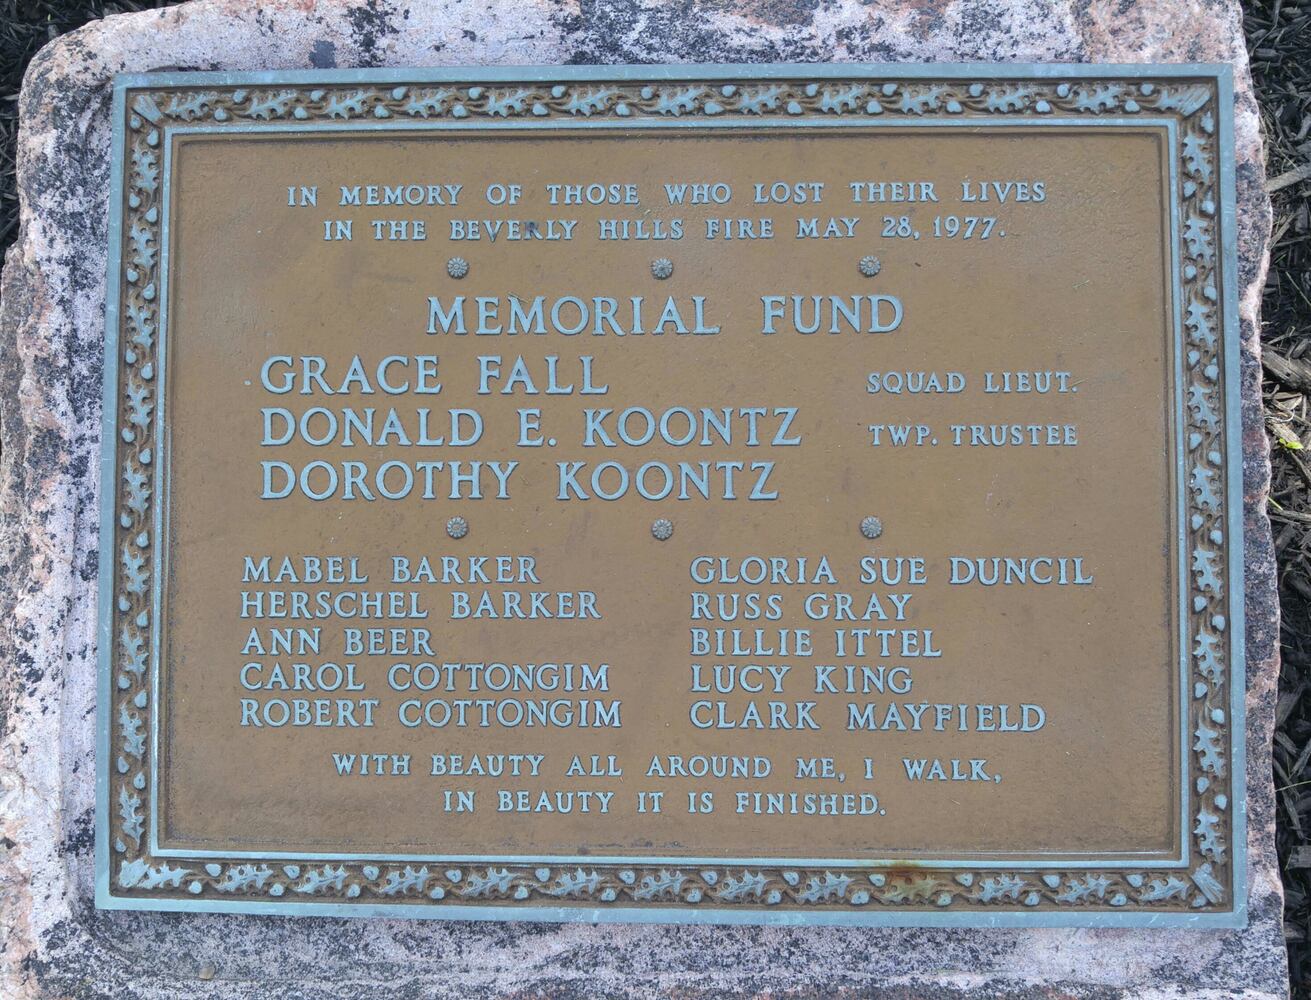 IN MEMORY OF THOSE WHO LOST THEIR LIVES
IN THE BEVERLY HILLS FIRE MAY 28, 1977.
MEMORIAL FUND
GRACE FALL SQUAD LIEUT.
DONALD E. KOONTZ TWP. TRUSTEE
DOROTHY KOONTZ
MABEL BARKER
HERSCHEL BARKER
ANN BEER
CAROL COTTONGIM
ROBERT COTTONGIM
GLORIA SUE DUNCIL
RUSS GRAY
BILLIE ITTEL
LUCY KING
CLARK MAYFIELD
WITH BEAUTY ALL AROUND ME, I WALK,
IN BEAUTY IT IS FINISHED.